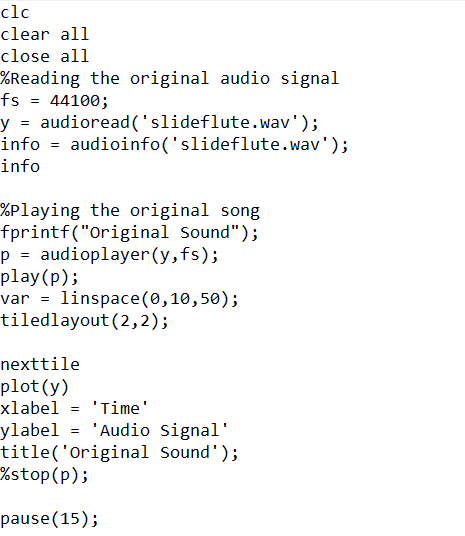 clc
clear all
close all
%Reading the original audio signal
fs = 44100;
y = audioread('slideflute.wav');
info = audioinfo('slideflute.wav');
info
%Playing the original song
fprintf("Original Sound");
p = audioplayer(y,fs);
play(p);
var = linspace(0,10,50);
tiledlayout(2,2);
nexttile
plot(y)
xlabel = 'Time'
ylabel = 'Audio Signal'
title('Original Sound');
%stop(p);
pause(15);